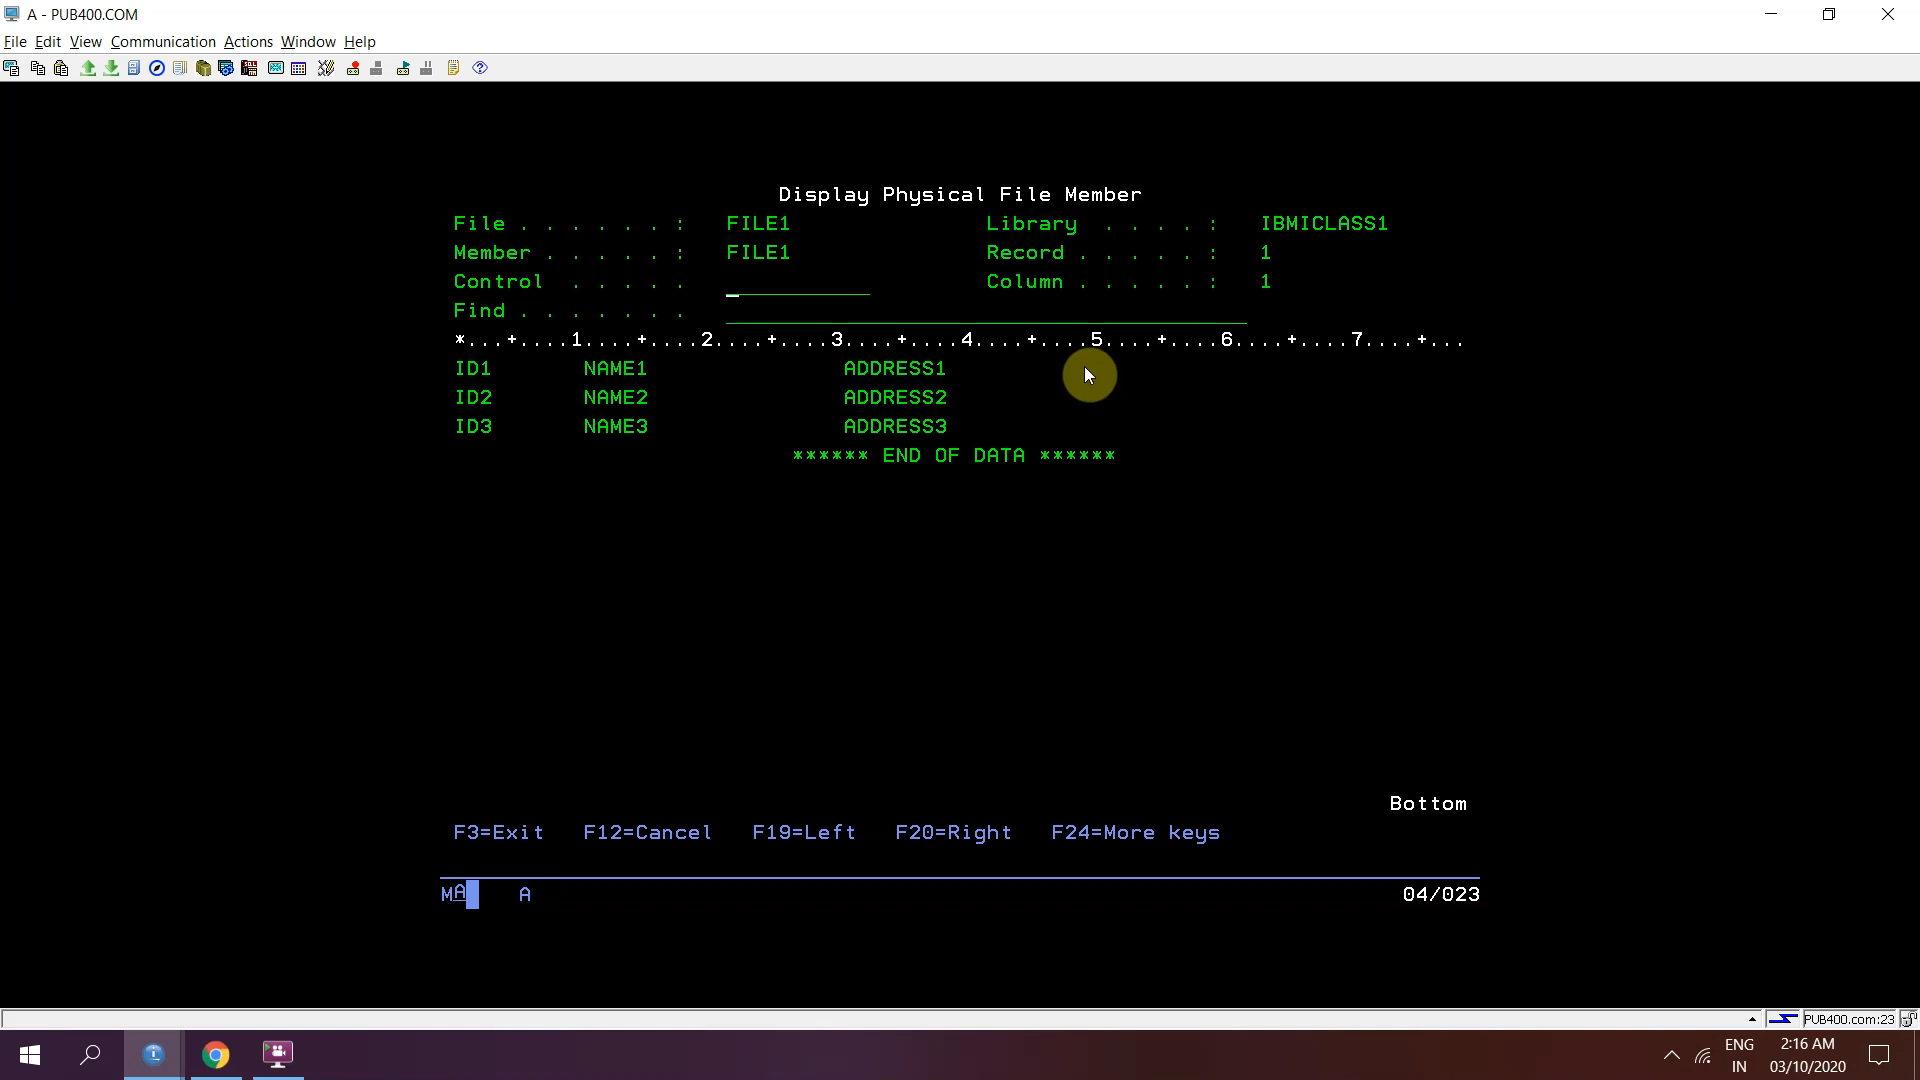 A - PUB400.COM
File Edit View Communication Actions Window Help
Display Physical File Member
File . . . . . . : FILE1 Library . . . . : IBMICLASS1
Member . . . . . : FILE1 Record . . . . . : 1
Control . . . . . Column . . . . . : 1
Find . . . . . . .
*...+....1....+....2....+....3....+....4....+....5....+....6....+....7....+...
ID1 NAME1 ADDRESS1
ID2 NAME2 ADDRESS2
ID3 NAME3 ADDRESS3
****** END OF DATA ******
Bottom
F3=Exit F12=Cancel F19=Left F20=Right F24=More keys
MA A 04/023
PUB400.com:23
ENG 2:16 AM
IN 03/10/2020